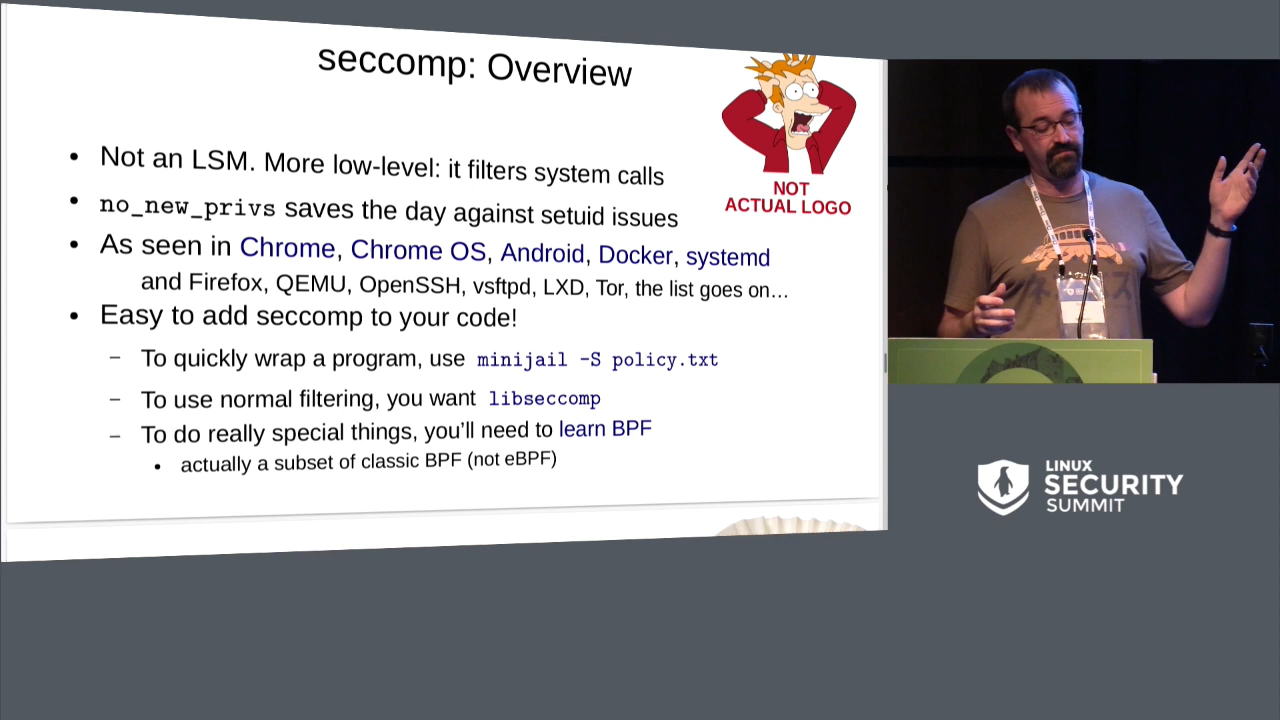 seccomp: Overview
NOT
ACTUAL LOGO
• Not an LSM. More low-level: it filters system calls
• no_new_privs saves the day against setuid issues
• As seen in Chrome, Chrome OS, Android, Docker, systemd
and Firefox, QEMU, OpenSSH, vsftpd, LXD, Tor, the list goes on…
• Easy to add seccomp to your code!
– To quickly wrap a program, use minijail -S policy.txt
– To use normal filtering, you want libseccomp
– To do really special things, you’ll need to learn BPF
• actually a subset of classic BPF (not eBPF)
LINUX
SECURITY
SUMMIT